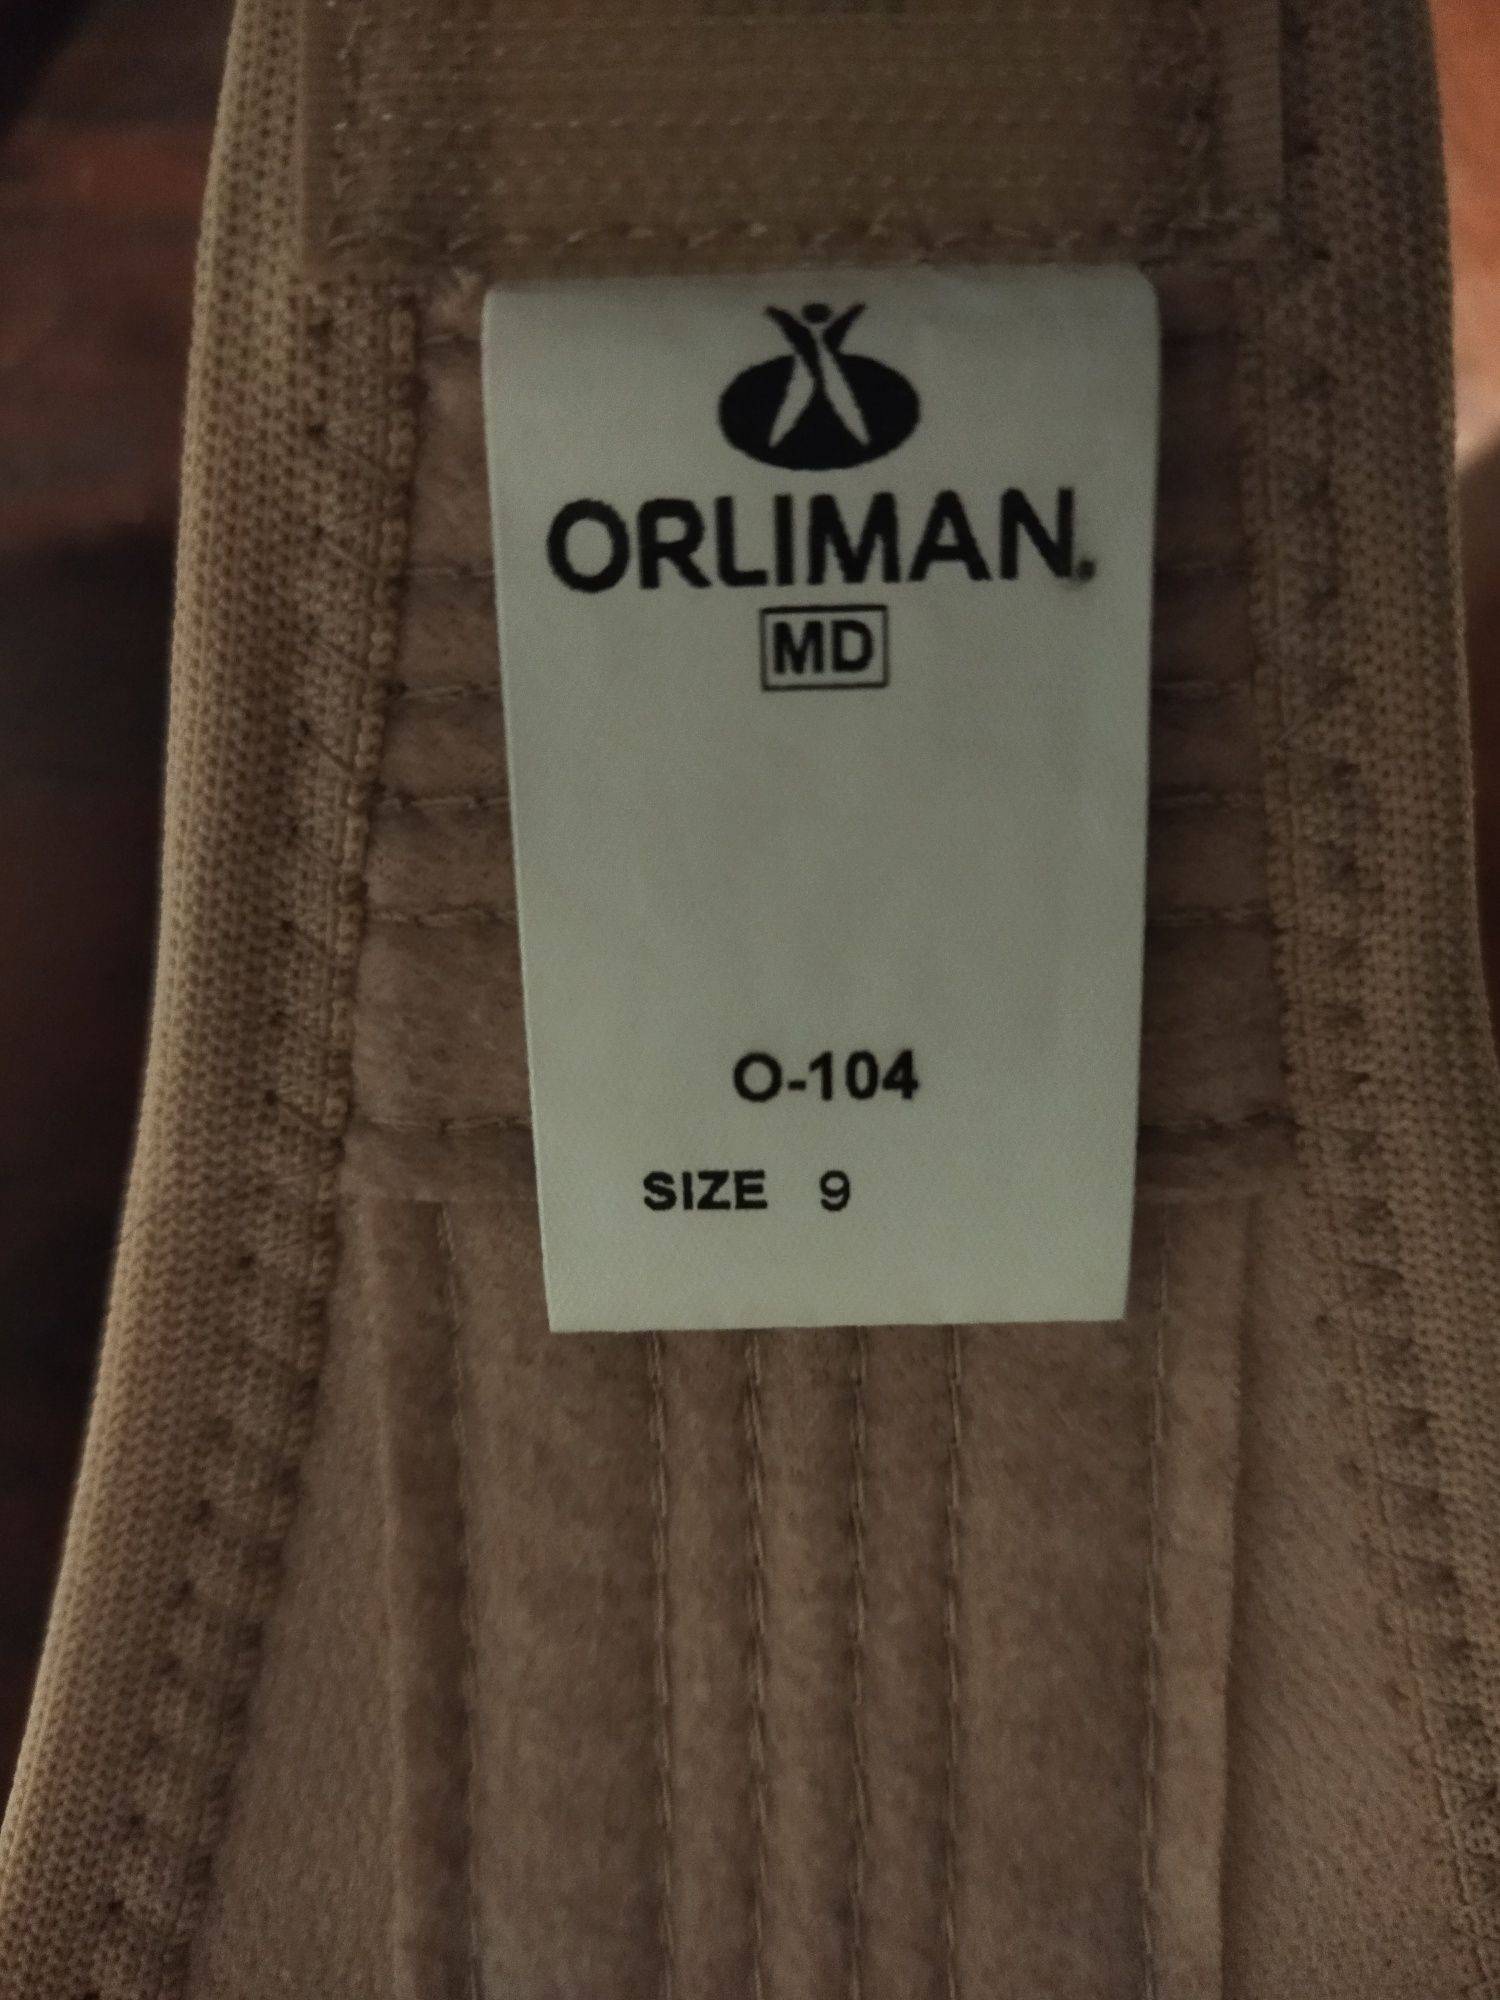 ORLIMAN.
MD
O-104
SIZE 9